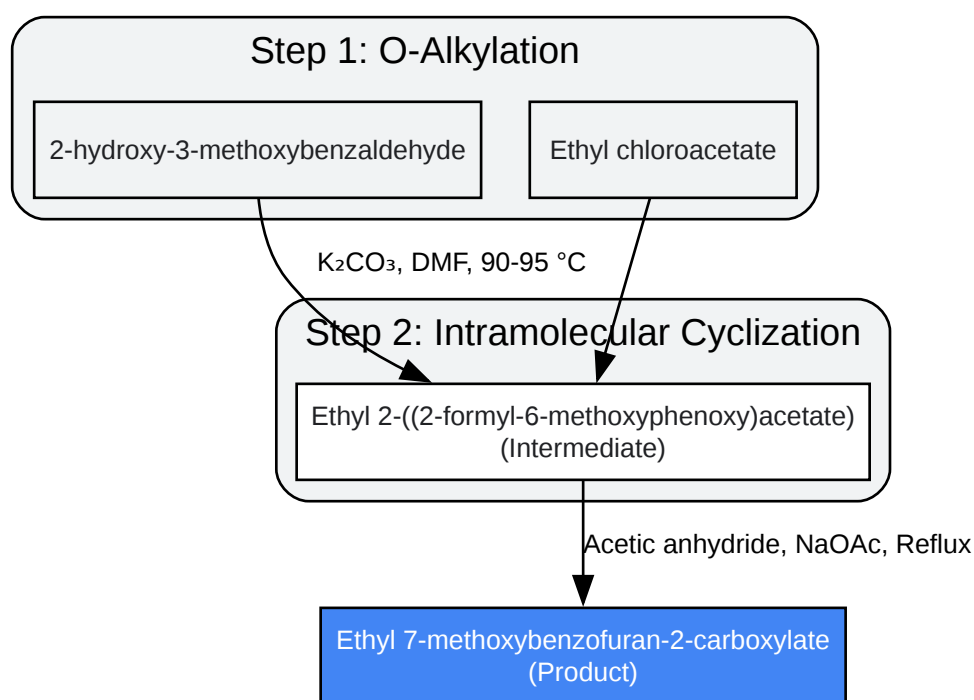 Step 1: O-Alkylation
2-hydroxy-3-methoxybenzaldehyde
Ethyl chloroacetate
K₂CO₃, DMF, 90-95 °C
Step 2: Intramolecular Cyclization
Ethyl 2-((2-formyl-6-methoxyphenoxy)acetate)
(Intermediate)
Acetic anhydride, NaOAc, Reflux
Ethyl 7-methoxybenzofuran-2-carboxylate
(Product)